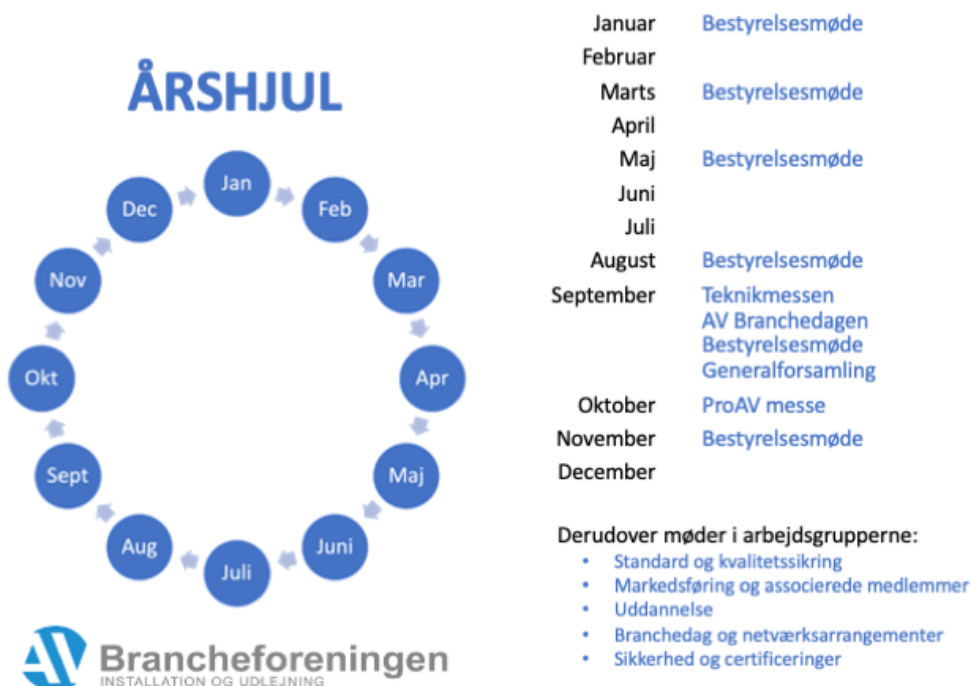 ÅRSHJUL
Jan
Feb
Mar
Apr
Maj
Juni
Juli
Aug
Sept
Okt
Nov
Dec
AV Brancheforeningen
INSTALLATION OG UDLEJNING
Januar Bestyrelsesmøde
Februar
Marts Bestyrelsesmøde
April
Maj Bestyrelsesmøde
Juni
Juli
August Bestyrelsesmøde
September Teknikmessen
AV Branchedagen
Bestyrelsesmøde
Generalforsamling
Oktober ProAV messe
November Bestyrelsesmøde
December
Derudover møder i arbejdsgrupperne:
• Standard og kvalitetssikring
• Markedsføring og associerede medlemmer
• Uddannelse
• Branchedag og netværksarrangementer
• Sikkerhed og certificeringer